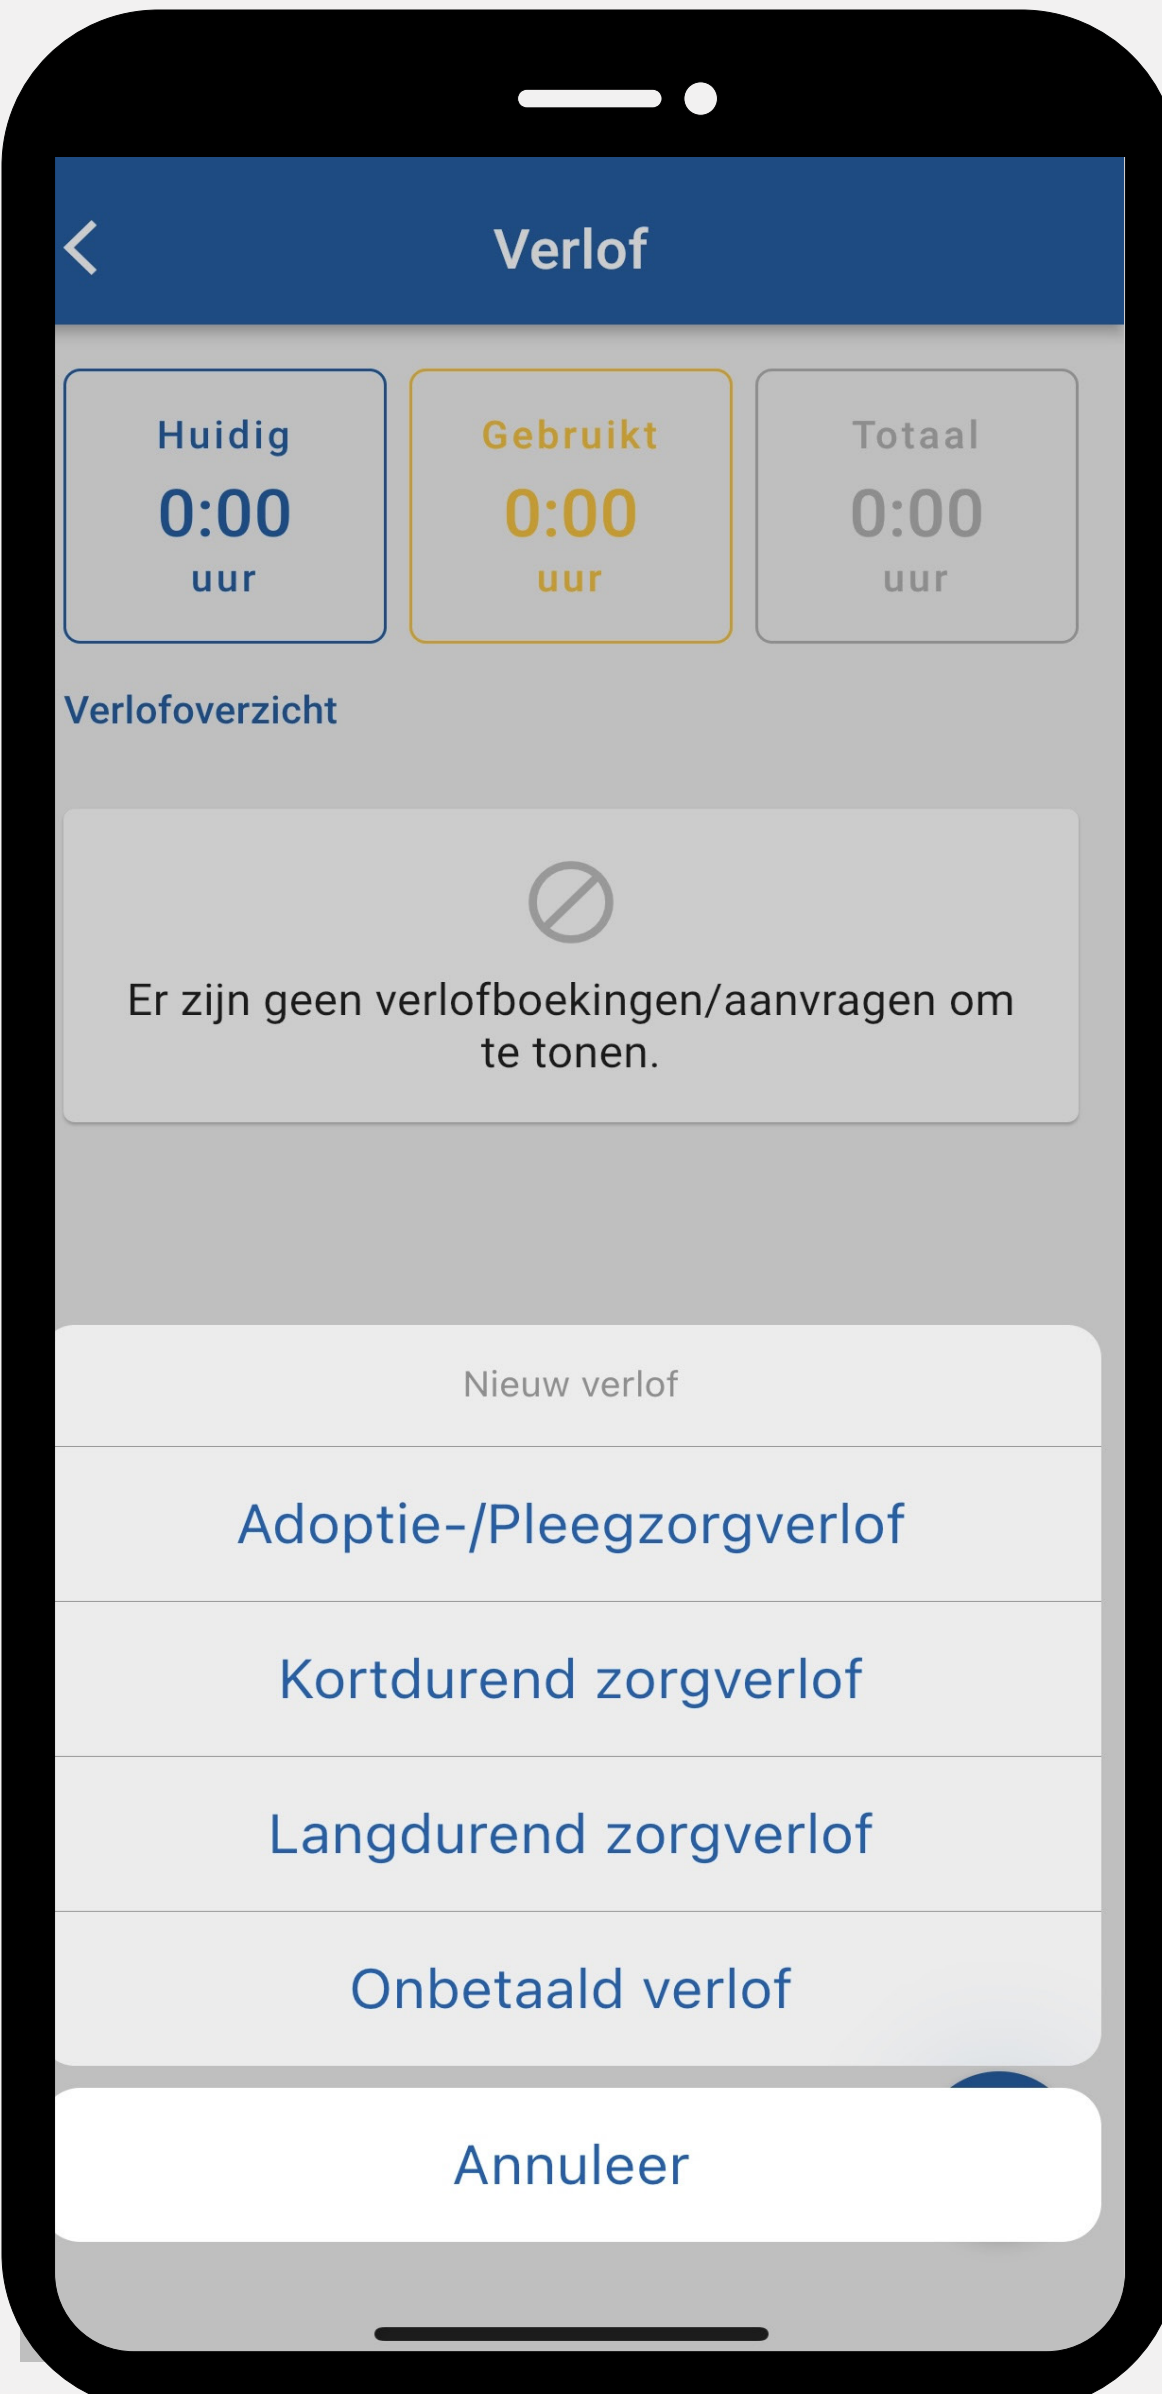 Verlof
Huidig
0:00
uur
Gebruikt
0:00
uur
Totaal
0:00
uur
Verlofoverzicht
Er zijn geen verlofboekingen/aanvragen om
te tonen.
Nieuw verlof
Adoptie-/Pleegzorgverlof
Kortdurend zorgverlof
Langdurend zorgverlof
Onbetaald verlof
Annuleer